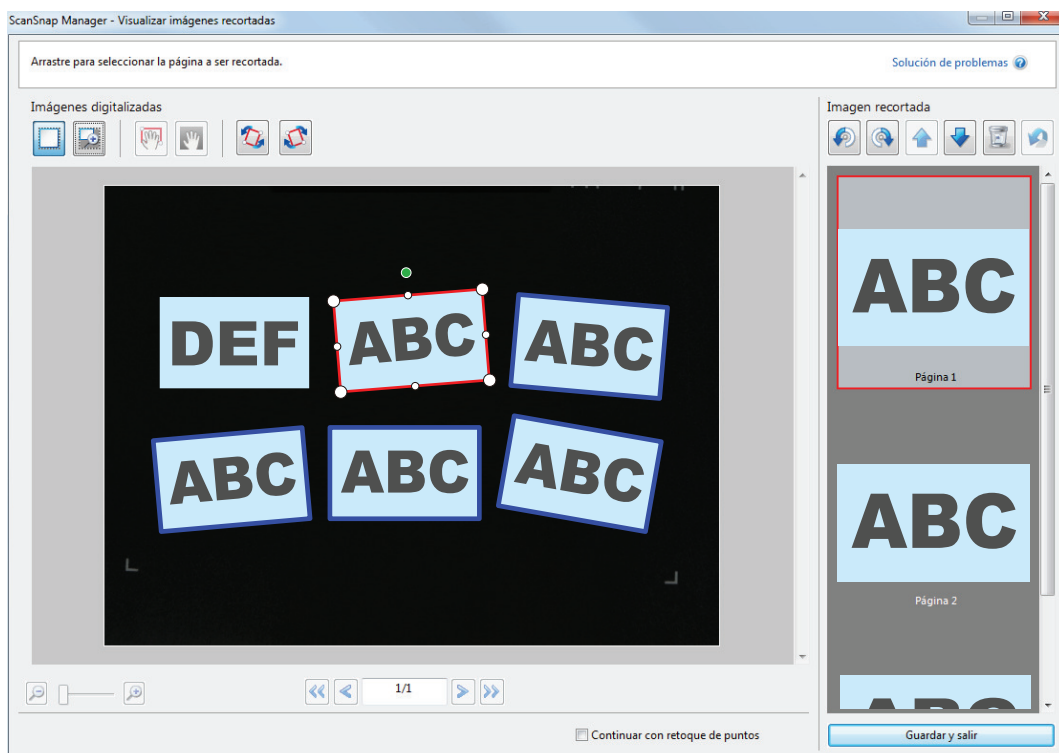 ScanSnap Manager - Visualizar imágenes recortadas
Arrastre para seleccionar la página a ser recortada.
Solución de problemas
Imágenes digitalizadas
Imagen recortada
DEF
ABC
ABC
ABC
ABC
ABC
ABC
Página 1
ABC
Página 2
ABC
1/1
Continuar con retoque de puntos
Guardar y salir